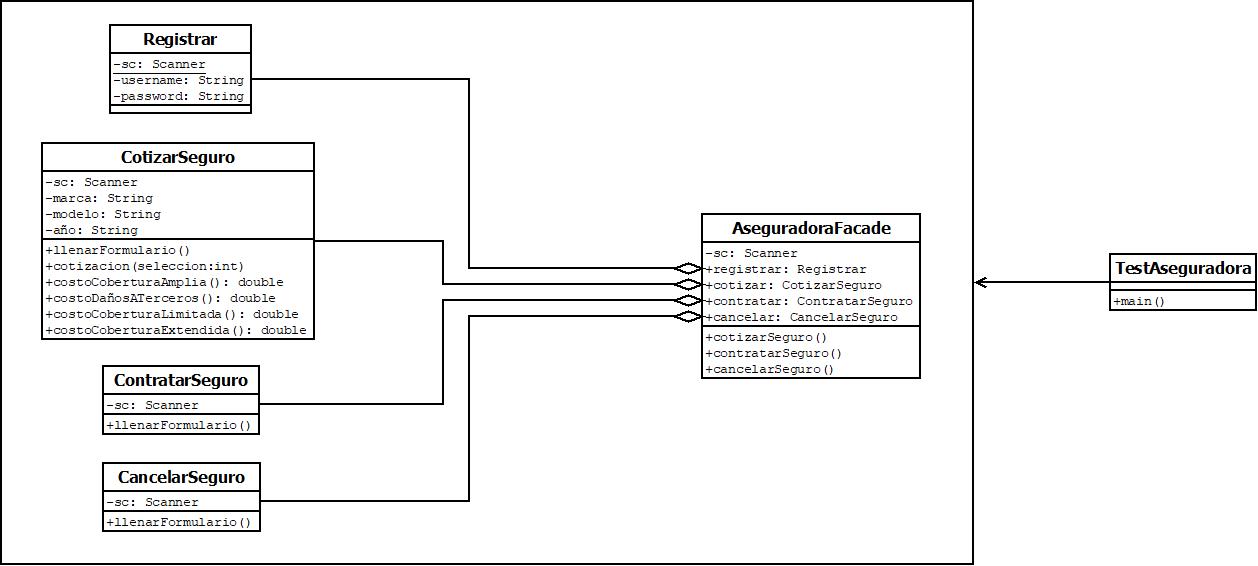 Registrar
-sc: Scanner
-username: String
-password: String
CotizarSeguro
-sc: Scanner
-marca: String
-modelo: String
-año: String
+llenarFormulario()
+cotizacion(seleccion:int)
+costoCoberturaAmplia(): double
+costoDañosATerceros(): double
+costoCoberturaLimitada(): double
+costoCoberturaExtendida(): double
ContratarSeguro
-sc: Scanner
+llenarFormulario()
CancelarSeguro
-sc: Scanner
+llenarFormulario()
AseguradoraFacade
-sc: Scanner
+registrar: Registrar
+cotizar: CotizarSeguro
+contratar: ContratarSeguro
+cancelar: CancelarSeguro
+cotizarSeguro()
+contratarSeguro()
+cancelarSeguro()
TestAseguradora
+main()